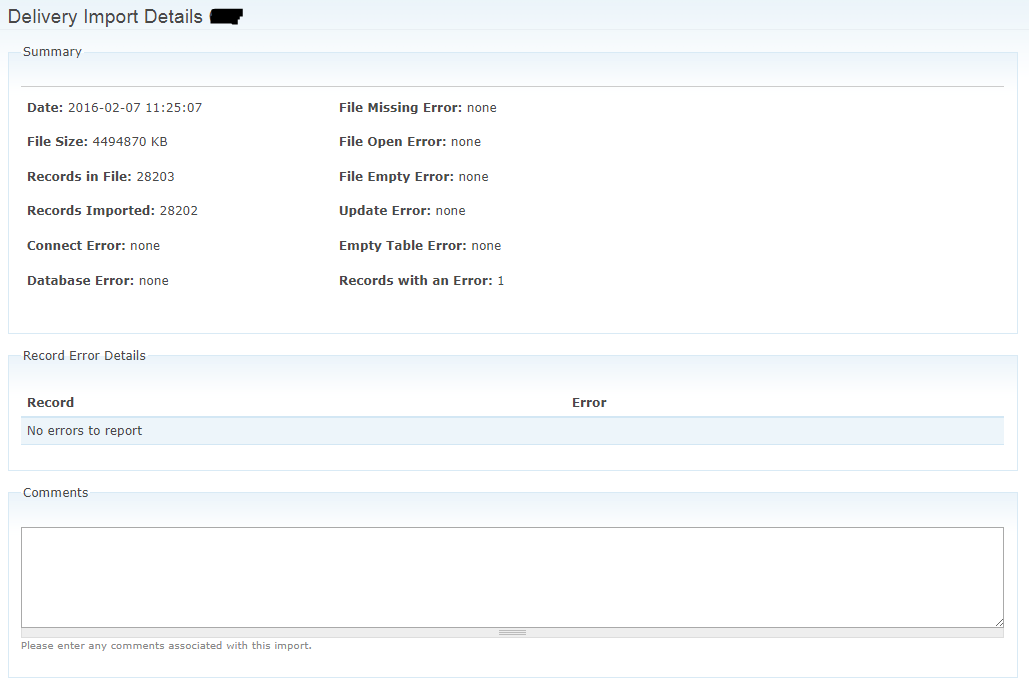 Delivery Import Details
Summary
Date: 2016-02-07 11:25:07
File Missing Error: none
File Size: 4494870 KB
File Open Error: none
Records in File: 28203
File Empty Error: none
Records Imported: 28202
Update Error: none
Connect Error: none
Empty Table Error: none
Database Error: none
Records with an Error: 1
Record Error Details
Record Error
No errors to report
Comments
Please enter any comments associated with this import.